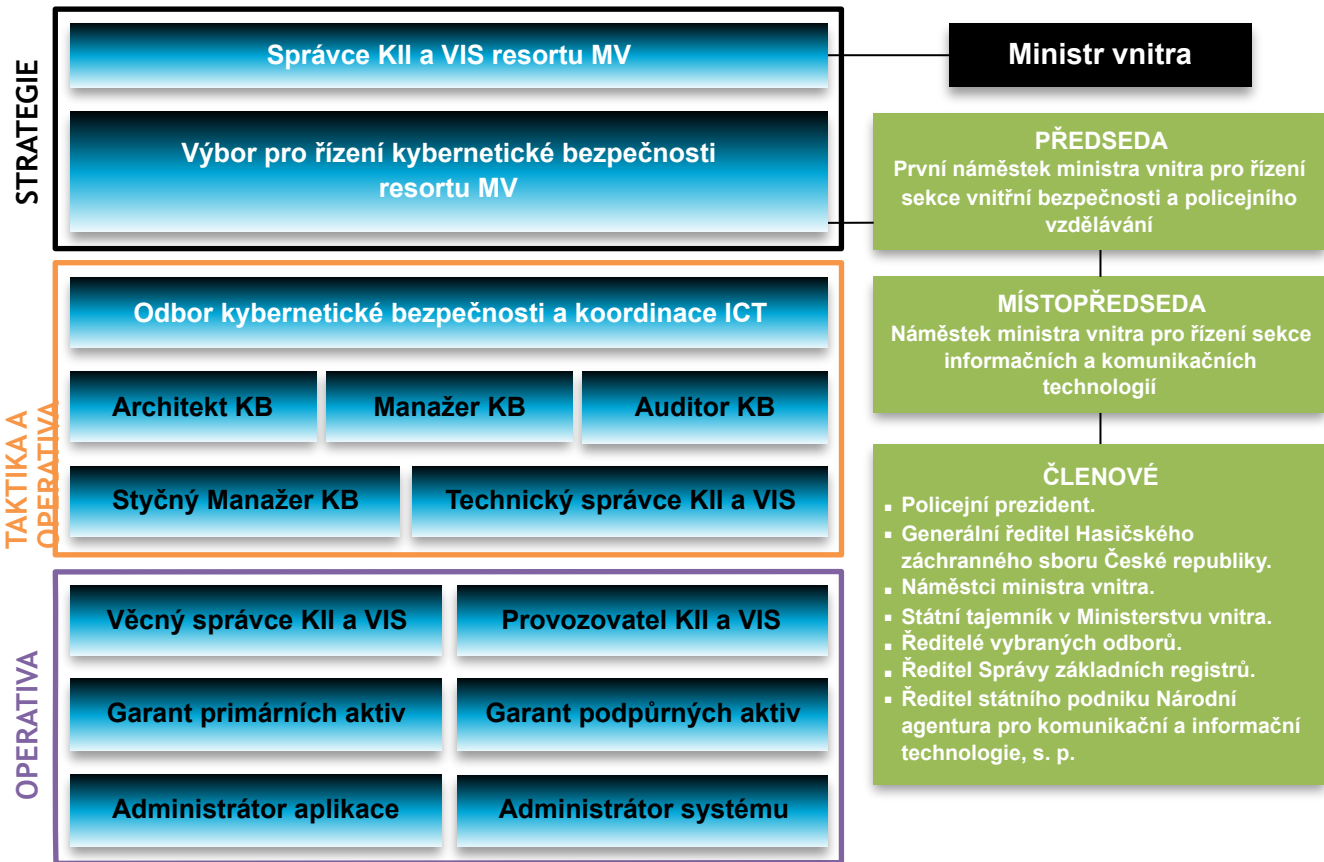 STRATEGIE
Správce KII a VIS resortu MV
Ministr vnitra
Výbor pro řízení kybernetické bezpečnosti
resortu MV
PŘEDSEDA
První náměstek ministra vnitra pro řízení
sekce vnitřní bezpečnosti a policejního
vzdělávání
TAKTIKA A
OPERATIVA
Odbor kybernetické bezpečnosti a koordinace ICT
Architekt KB
Manažer KB
Auditor KB
Styčný Manažer KB
Technický správce KII a VIS
MÍSTOPŘEDSEDA
Náměstek ministra vnitra pro řízení sekce
informačních a komunikačních
technologií
ČLENOVÉ
▪ Policejní prezident.
▪ Generální ředitel Hasičského
záchranného sboru České republiky.
▪ Náměstci ministra vnitra.
▪ Státní tajemník v Ministerstvu vnitra.
▪ Ředitelé vybraných odborů.
▪ Ředitel Správy základních registrů.
▪ Ředitel státního podniku Národní
agentura pro komunikační a informační
technologie, s. p.
OPERATIVA
Věcný správce KII a VIS
Provozovatel KII a VIS
Garant primárních aktiv
Garant podpůrných aktiv
Administrátor aplikace
Administrátor systému